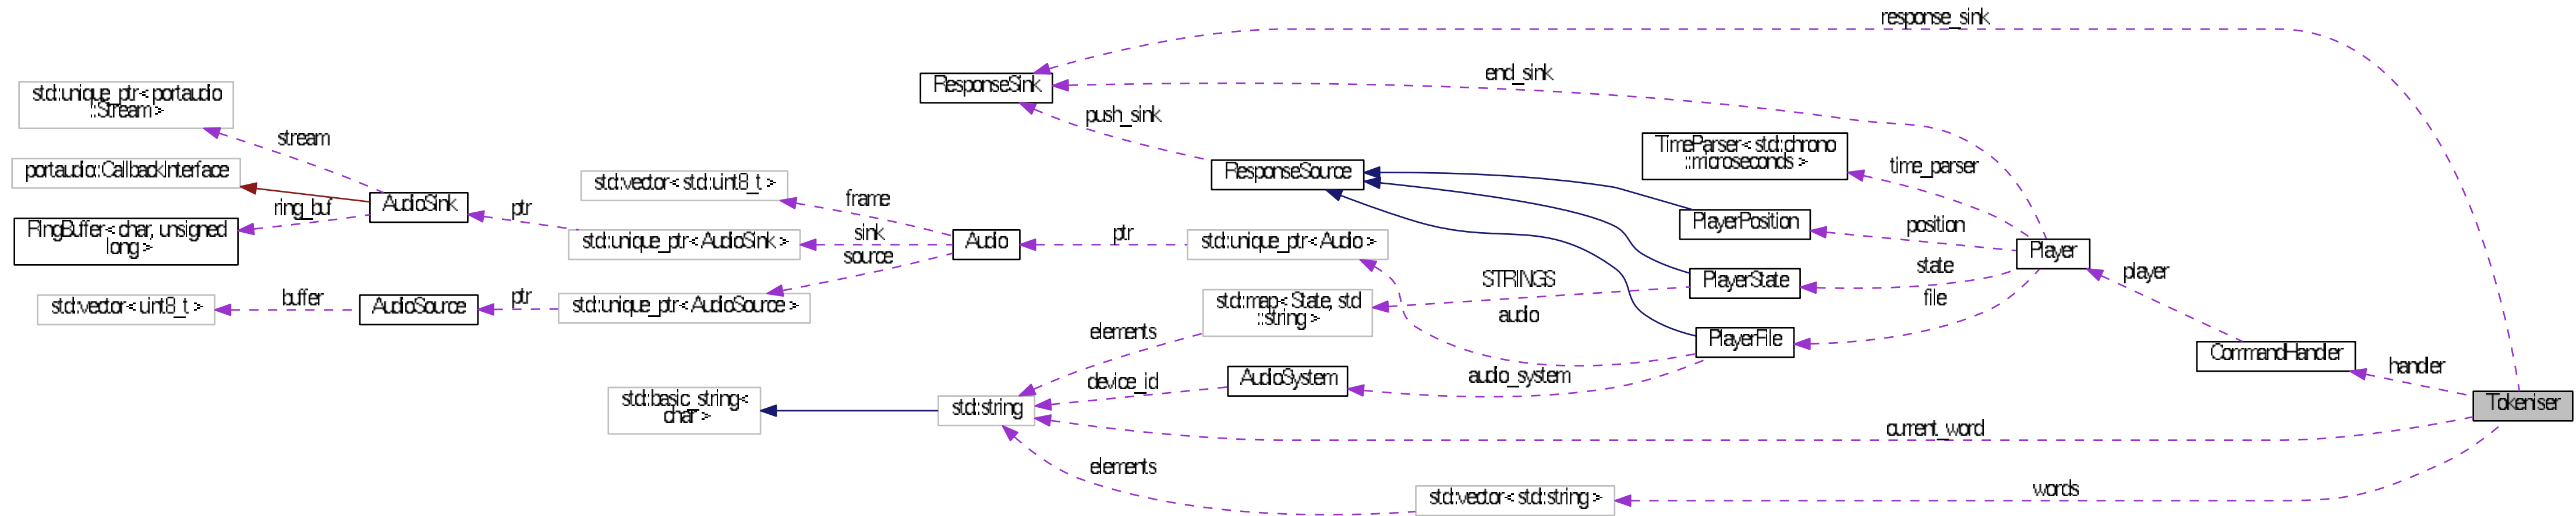 response_sink
end_sink
ResponseSink
std::unique_ptr< portaudio
::Stream >
push_sink
stream
TimeParser< std::chrono
::microseconds >
time_parser
portaudio::CallbackInterface
ResponseSource
std::vector< std::uint8_t >
frame
AudioSink
ring_buf
ptr
RingBuffer< char, unsigned
long >
PlayerPosition
position
sink
std::unique_ptr< AudioSink >
Audio
ptr
std::unique_ptr< Audio >
Player
source
state
player
STRINGS
PlayerState
file
std::vector< uint8_t >
buffer
AudioSource
ptr
std::unique_ptr< AudioSource >
std::map< State, std
::string >
audio
elements
PlayerFile
CommandHandler
handler
device_id
AudioSystem
audio_system
std::basic_string<
char >
std::string
Tokeniser
current_word
elements
words
std::vector< std::string >